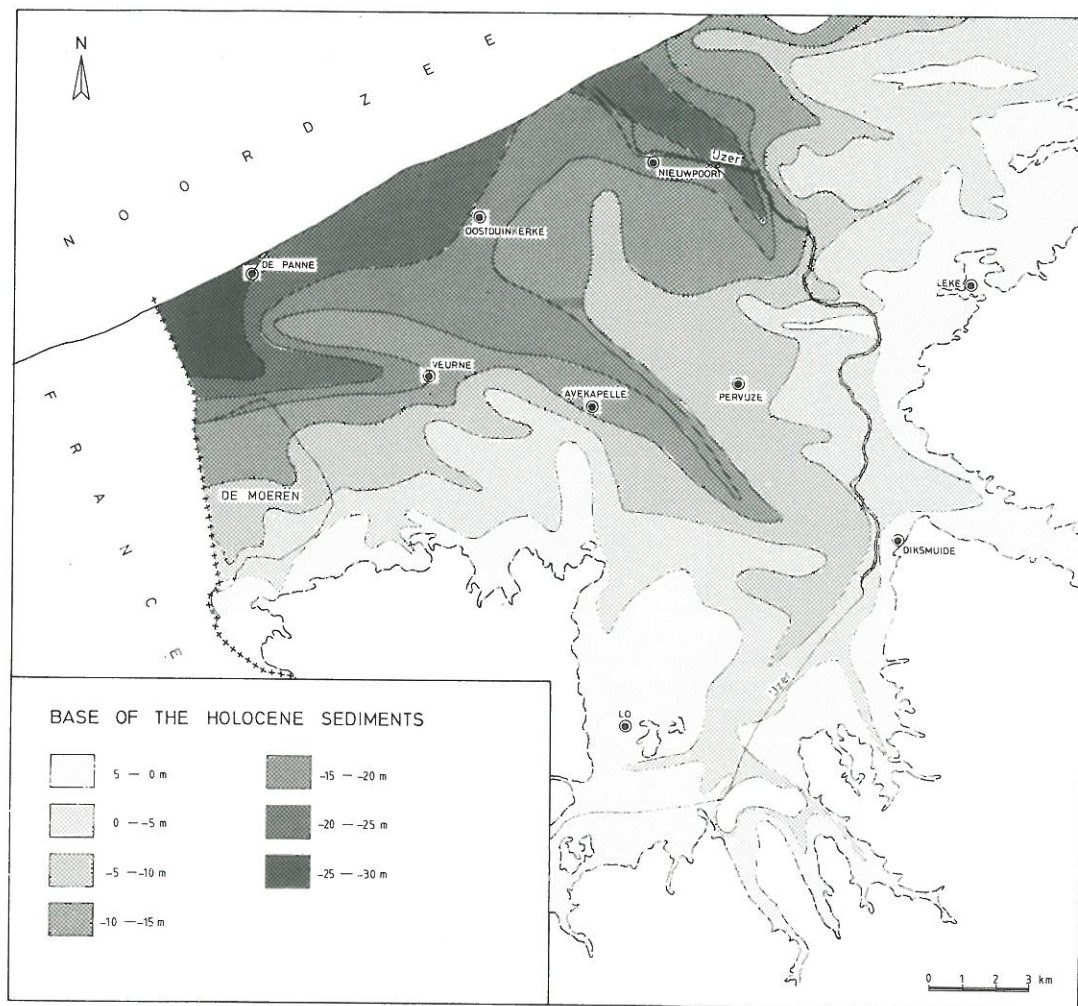 N
NOORDZEE
FRANCE
IJzer
NIEUWPOORT
OOSTDUINKERKE
DE PANNE
LEKE
VEURNE
AVEKAPELLE
PERVIJZE
DE MOEREN
DIKSMUIDE
IJzer
LO
BASE OF THE HOLOCENE SEDIMENTS
5 — 0 m
0 — -5 m
-5 — -10 m
-10 — -15 m
-15 — -20 m
-20 — -25 m
-25 — -30 m
0 1 2 3 km